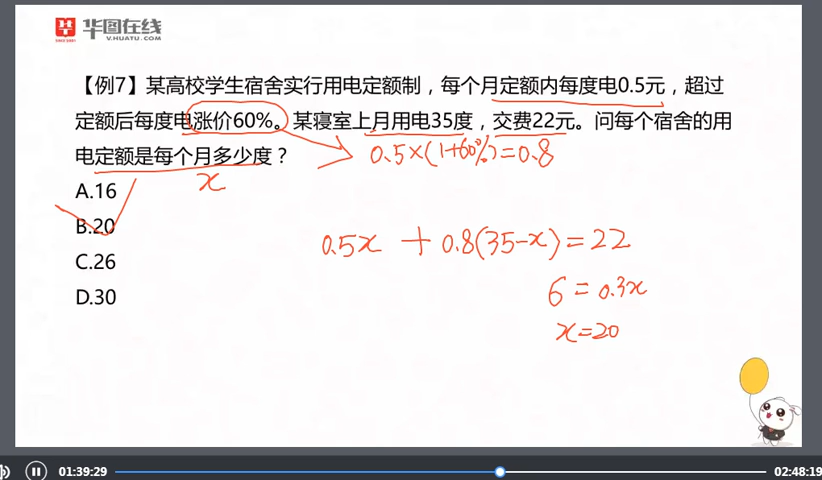 华图在线
V.HUATU.COM
【例7】某高校学生宿舍实行用电定额制，每个月定额内每度电0.5元，超过
定额后每度电涨价60%。某寝室上月用电35度，交费22元。问每个宿舍的用
电定额是每个月多少度？
0.5×(1+60%)=0.8
x
A.16
B.20
C.26
D.30
0.5x + 0.8(35-x)=22
6=0.3x
x=20
01:39:29
02:48:19